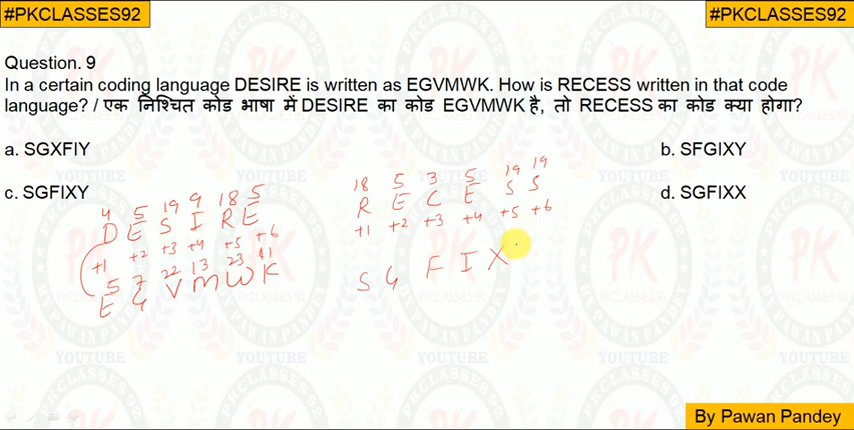 #PKCLASSES92 #PKCLASSES92
Question. 9
In a certain coding language DESIRE is written as EGVMWK. How is RECESS written in that code
language? / एक निश्चित कोड भाषा में DESIRE का कोड EGVMWK है, तो RECESS का कोड क्या होगा?
a. SGXFIY b. SFGIXY
c. SGFIXY d. SGFIXX
4 5 19 9 18 5
D E S I R E
+1 +2 +3 +4 +5 +6
5 7 22 13 23 11
E G V M W K
18 5 3 5 19 19
R E C E S S
+1 +2 +3 +4 +5 +6
S G F I X
By Pawan Pandey